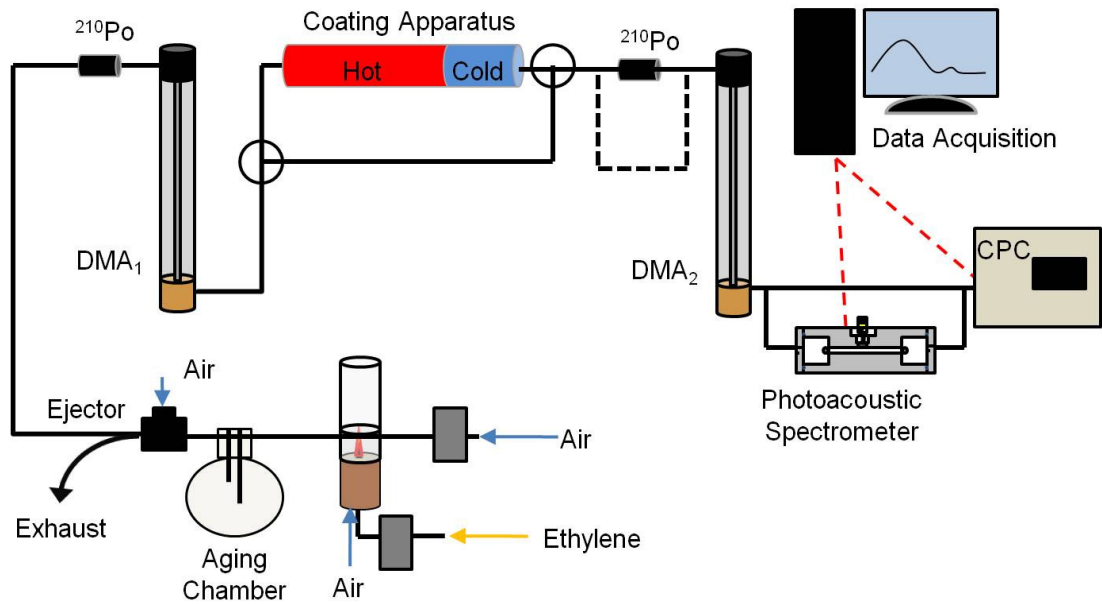 Coating Apparatus
²¹⁰Po
²¹⁰Po
Hot
Cold
Data Acquisition
DMA₁
DMA₂
CPC
Air
Ejector
Photoacoustic
Spectrometer
Air
Exhaust
Ethylene
Aging
Chamber
Air